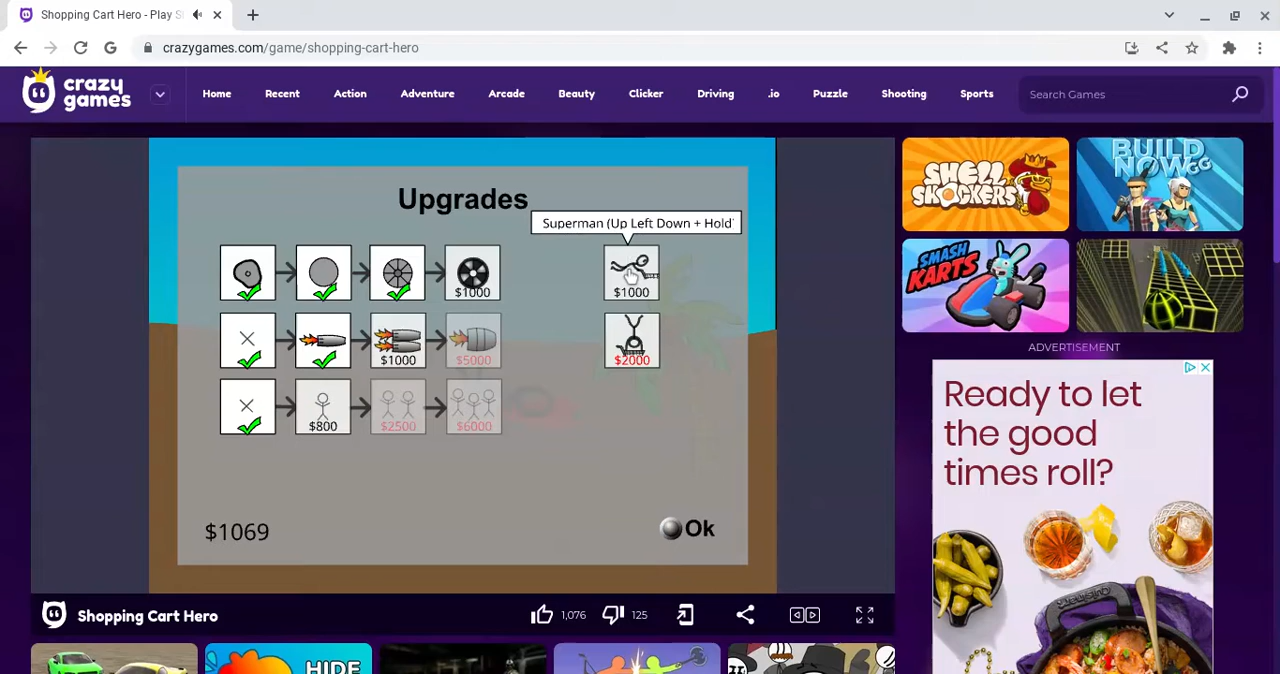 Shopping Cart Hero - Play S
crazygames.com/game/shopping-cart-hero
crazy
games
Home
Recent
Action
Adventure
Arcade
Beauty
Clicker
Driving
.io
Puzzle
Shooting
Sports
Search Games
Upgrades
Superman (Up Left Down + Hold)
$1000
$1000
$1000
$5000
$2000
$800
$2500
$6000
$1069
Ok
SHELL
SHOCKERS
BUILD
NOW GG
SMASH
KARTS
ADVERTISEMENT
Ready to let
the good
times roll?
Shopping Cart Hero
1,076
125
HIDE